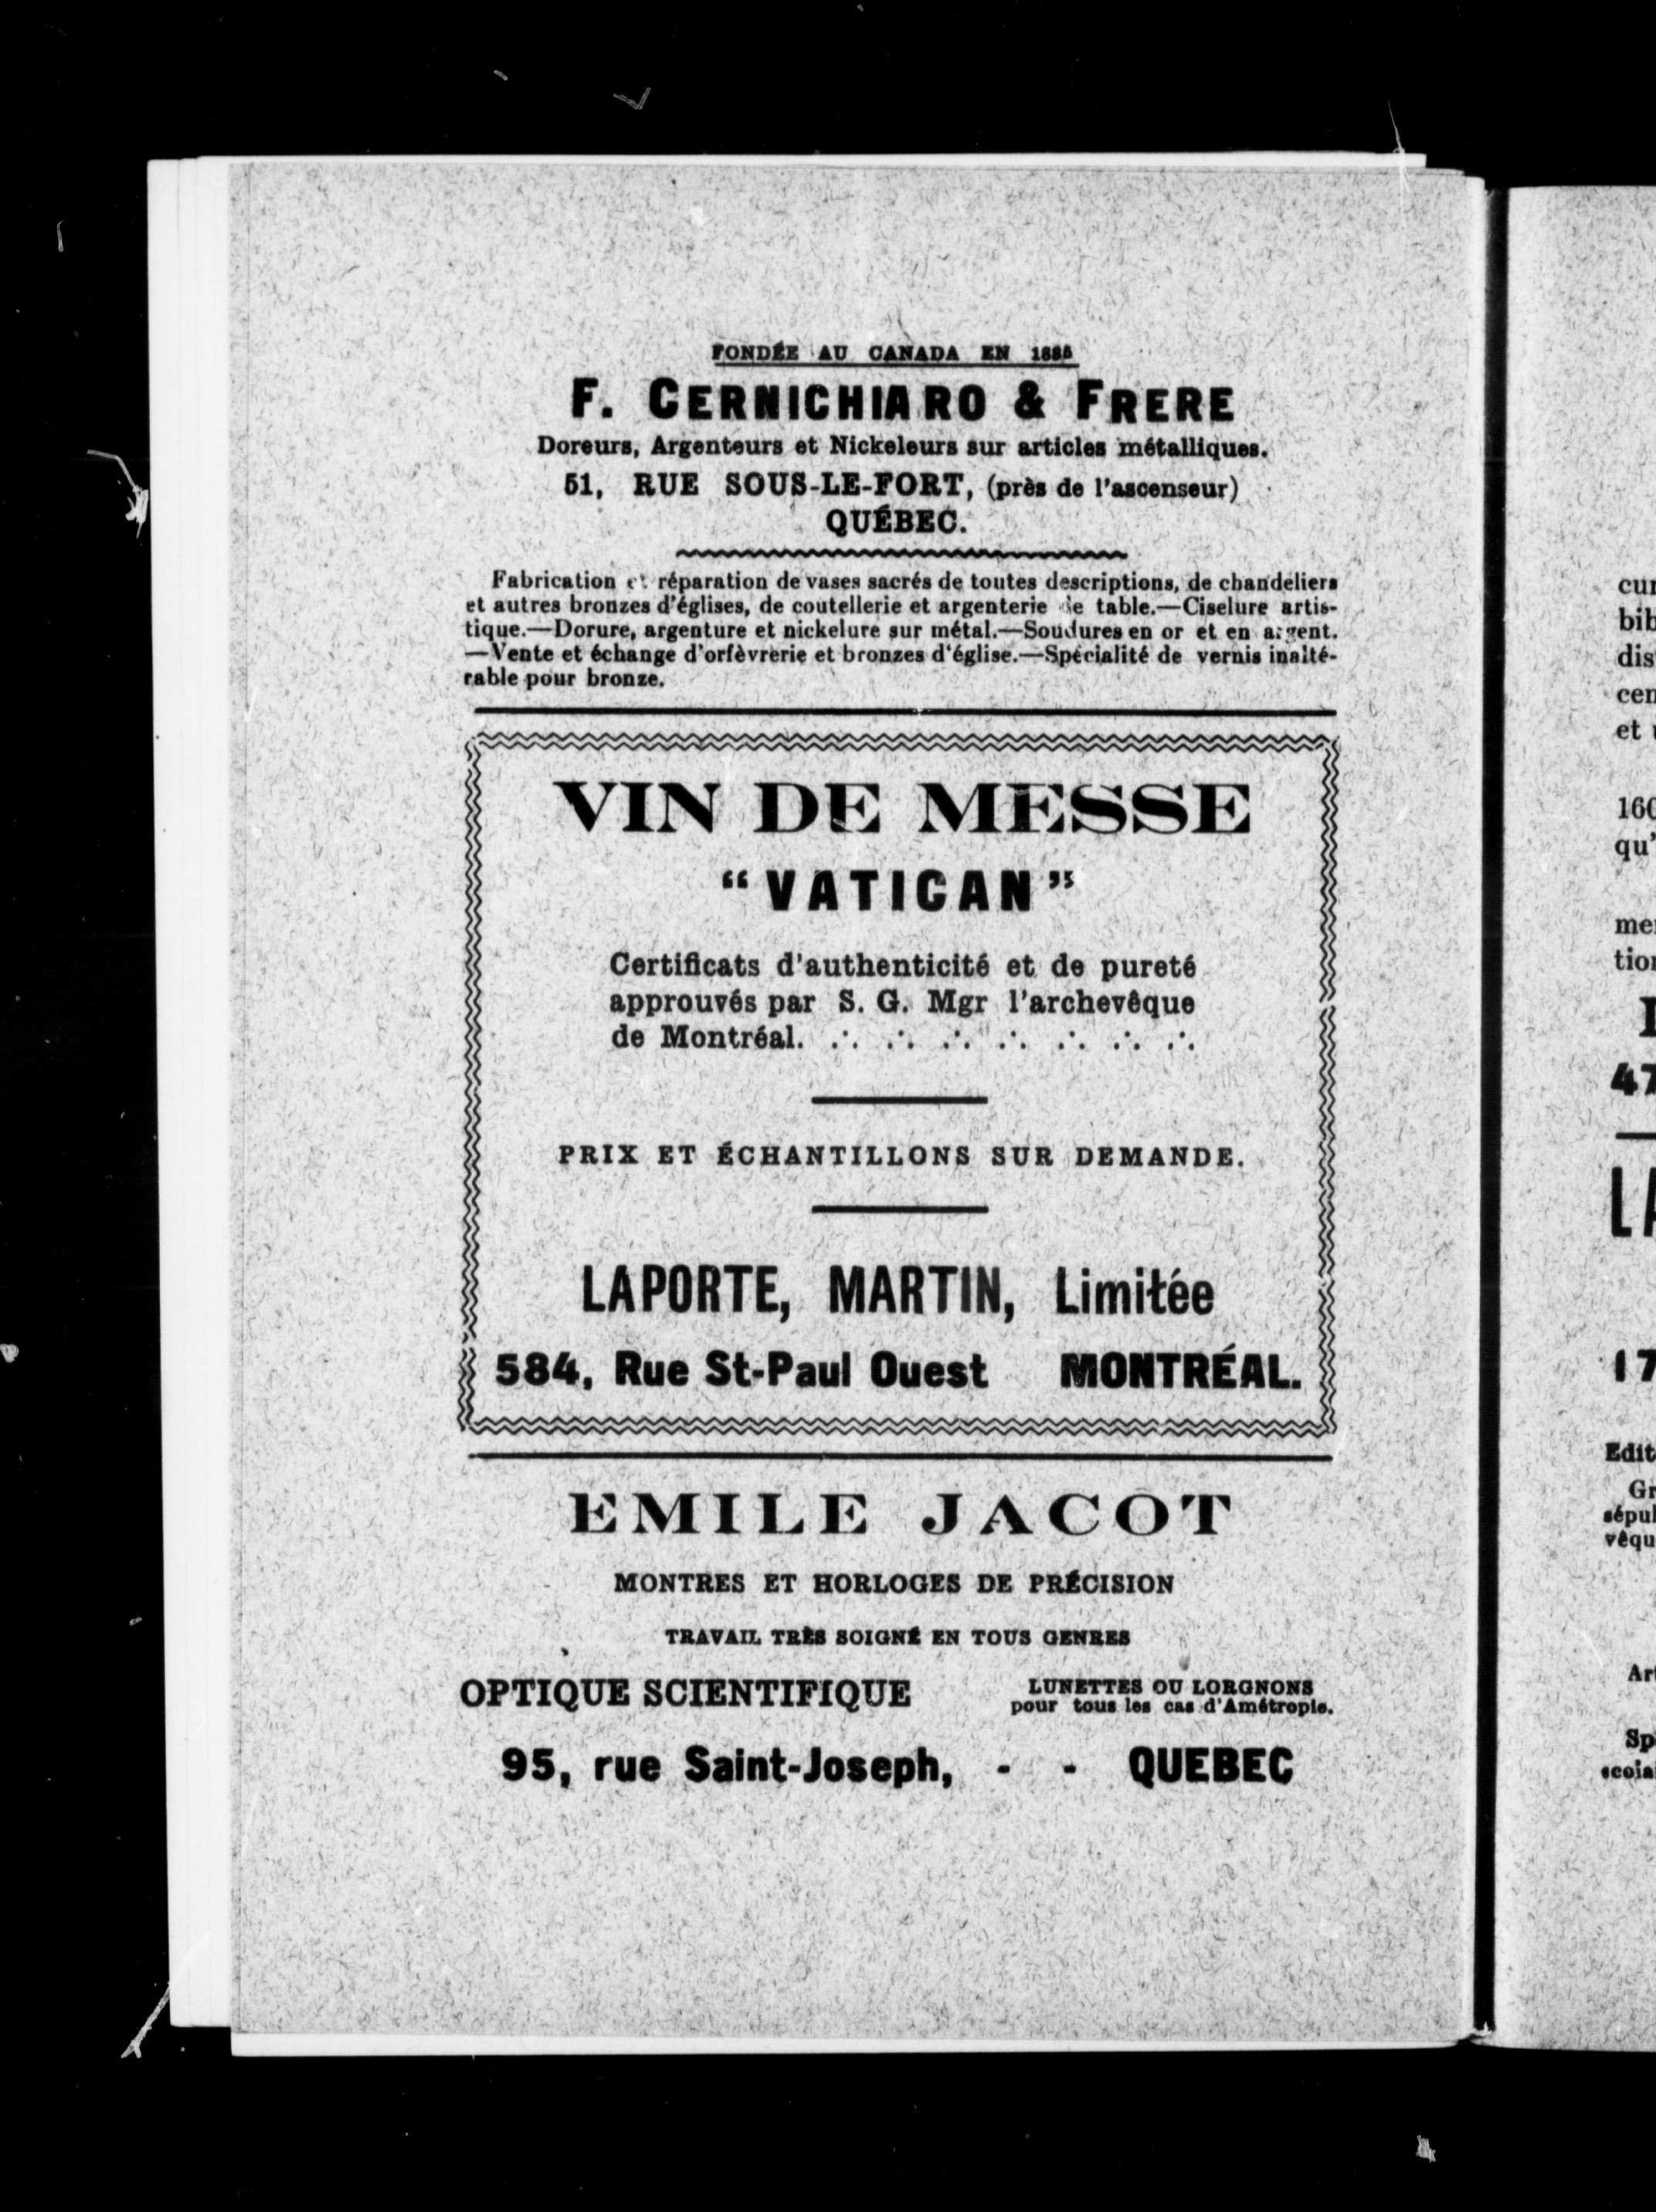 FONDÉE AU CANADA EN
F. CERNICHIARO & FRERE
Doreurs, Argenteurs et Nickeleurs sur articles métalliques.
51, RUE SOUS-LE-FORT, (près de l'ascenseur)
QUÉBEC.
Fabrication et réparation de vases sacrés de toutes descriptions, de chandeliers
et autres bronzes d'églises, de coutellerie et argenterie de table.—Ciselure artis-
tique.—Dorure, argenture et nickelure sur métal.—Soudures en or et en argent.
—Vente et échange d'orfèvrerie et bronzes d'église.—Spécialité de vernis inalté-
rable pour bronze.
VIN DE MESSE
"VATICAN"
Certificats d'authenticité et de pureté
approuvés par S. G. Mgr l'archevêque
de Montréal. ∴ ∴ ∴ ∴ ∴ ∴ ∴
PRIX ET ÉCHANTILLONS SUR DEMANDE.
LAPORTE, MARTIN, Limitée
584, Rue St-Paul Ouest MONTRÉAL.
EMILE JACOT
MONTRES ET HORLOGES DE PRÉCISION
TRAVAIL TRÈS SOIGNÉ EN TOUS GENRES
OPTIQUE SCIENTIFIQUE
LUNETTES OU LORGNONS
pour tous les cas d'Amétropie.
95, rue Saint-Joseph, - - QUEBEC